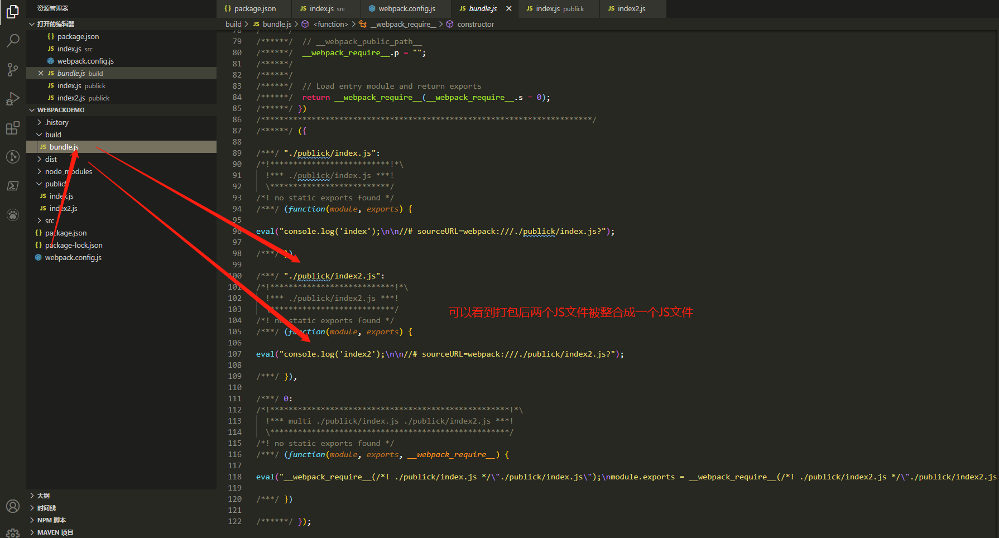 资源管理器
打开的编辑器
{} package.json
JS index.js src
webpack.config.js
JS bundle.js build
JS index.js publick
JS index2.js publick
WEBPACKDEMO
.history
build
JS bundle.js
dist
node_modules
publick
JS index.js
JS index2.js
src
{} package.json
{} package-lock.json
webpack.config.js
大纲
时间线
NPM 脚本
MAVEN 项目
{} package.json JS index.js src webpack.config.js JS bundle.js JS index.js publick JS index2.js
build > JS bundle.js > <function> > __webpack_require__ > constructor
78 /******/
79 /******/ // __webpack_public_path__
80 /******/ __webpack_require__.p = "";
81 /******/
82 /******/
83 /******/ // Load entry module and return exports
84 /******/ return __webpack_require__(__webpack_require__.s = 0);
85 /******/ })
86 /************************************************************************/
87 /******/ ({
88
89 /***/ "./publick/index.js":
90 /*!**************************!*\
91 !*** ./publick/index.js ***!
92 \**************************/
93 /*! no static exports found */
94 /***/ (function(module, exports) {
95
96 eval("console.log('index');\n\n//# sourceURL=webpack:///./publick/index.js?");
97
98 /***/ }),
99
100 /***/ "./publick/index2.js":
101 /*!***************************!*\
102 !*** ./publick/index2.js ***!
103 \***************************/
104 /*! no static exports found */
105 /***/ (function(module, exports) {
106
107 eval("console.log('index2');\n\n//# sourceURL=webpack:///./publick/index2.js?");
108
109 /***/ }),
110
111 /***/ 0:
112 /*!****************************************************!*\
113 !*** multi ./publick/index.js ./publick/index2.js ***!
114 \****************************************************/
115 /*! no static exports found */
116 /***/ (function(module, exports, __webpack_require__) {
117
118 eval("__webpack_require__(/*! ./publick/index.js */\"./publick/index.js\");\nmodule.exports = __webpack_require__(/*! ./publick/index2.js */\"./publick/index2.js
119
120 /***/ })
121
122 /******/ });
可以看到打包后两个JS文件被整合成一个JS文件